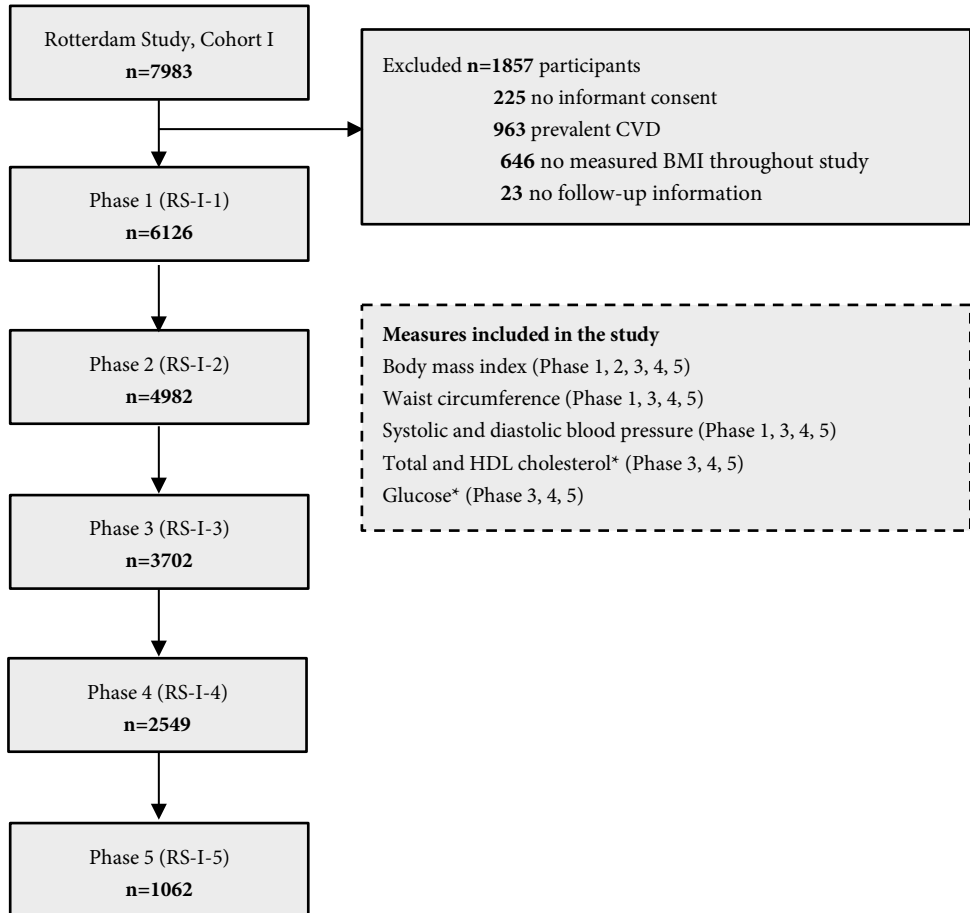 Rotterdam Study, Cohort I
n=7983
Excluded n=1857 participants
225 no informant consent
963 prevalent CVD
646 no measured BMI throughout study
23 no follow-up information
Phase 1 (RS-I-1)
n=6126
Phase 2 (RS-I-2)
n=4982
Measures included in the study
Body mass index (Phase 1, 2, 3, 4, 5)
Waist circumference (Phase 1, 3, 4, 5)
Systolic and diastolic blood pressure (Phase 1, 3, 4, 5)
Total and HDL cholesterol* (Phase 3, 4, 5)
Glucose* (Phase 3, 4, 5)
Phase 3 (RS-I-3)
n=3702
Phase 4 (RS-I-4)
n=2549
Phase 5 (RS-I-5)
n=1062